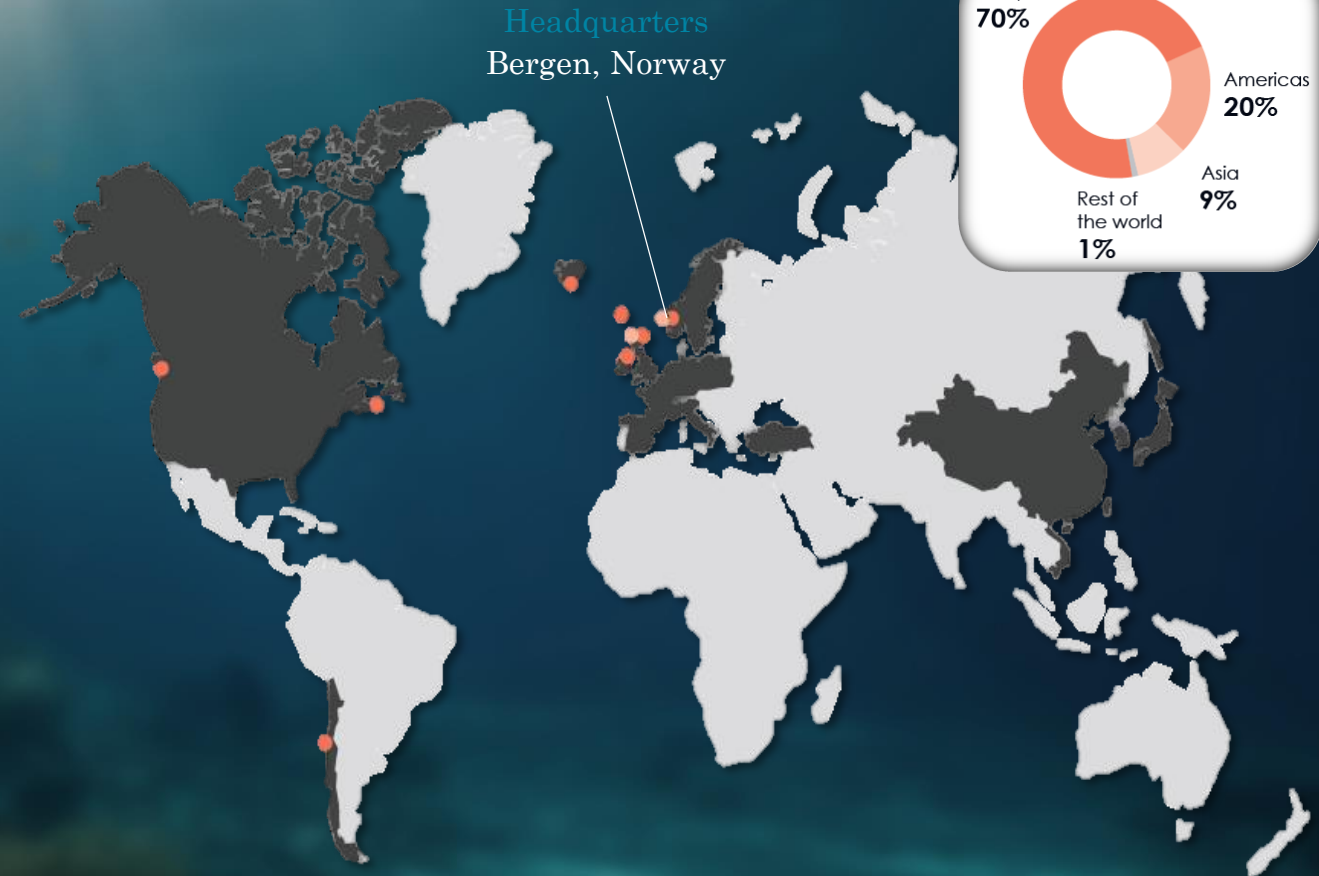 Headquarters
Bergen, Norway
70%
Americas
20%
Asia
9%
Rest of
the world
1%